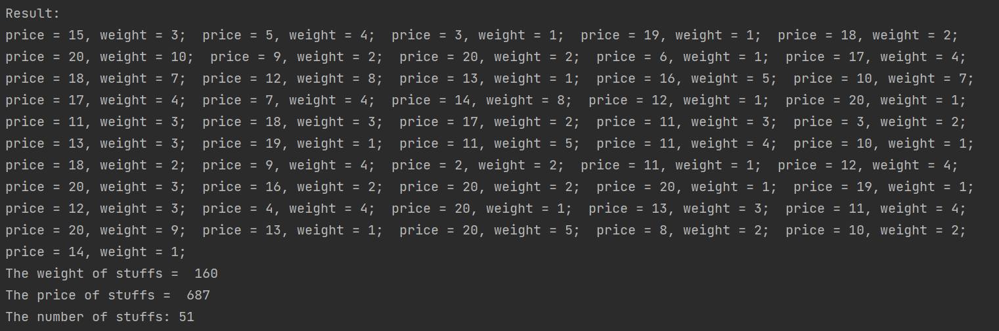 Result:
price = 15, weight = 3;  price = 5, weight = 4;  price = 3, weight = 1;  price = 19, weight = 1;  price = 18, weight = 2;
price = 20, weight = 10;  price = 9, weight = 2;  price = 20, weight = 2;  price = 6, weight = 1;  price = 17, weight = 4;
price = 18, weight = 7;  price = 12, weight = 8;  price = 13, weight = 1;  price = 16, weight = 5;  price = 10, weight = 7;
price = 17, weight = 4;  price = 7, weight = 4;  price = 14, weight = 8;  price = 12, weight = 1;  price = 20, weight = 1;
price = 11, weight = 3;  price = 18, weight = 3;  price = 17, weight = 2;  price = 11, weight = 3;  price = 3, weight = 2;
price = 13, weight = 3;  price = 19, weight = 1;  price = 11, weight = 5;  price = 11, weight = 4;  price = 10, weight = 1;
price = 18, weight = 2;  price = 9, weight = 4;  price = 2, weight = 2;  price = 11, weight = 1;  price = 12, weight = 4;
price = 20, weight = 3;  price = 16, weight = 2;  price = 20, weight = 2;  price = 20, weight = 1;  price = 19, weight = 1;
price = 12, weight = 3;  price = 4, weight = 4;  price = 20, weight = 1;  price = 13, weight = 3;  price = 11, weight = 4;
price = 20, weight = 9;  price = 13, weight = 1;  price = 20, weight = 5;  price = 8, weight = 2;  price = 10, weight = 2;
price = 14, weight = 1;
The weight of stuffs =  160
The price of stuffs =  687
The number of stuffs: 51